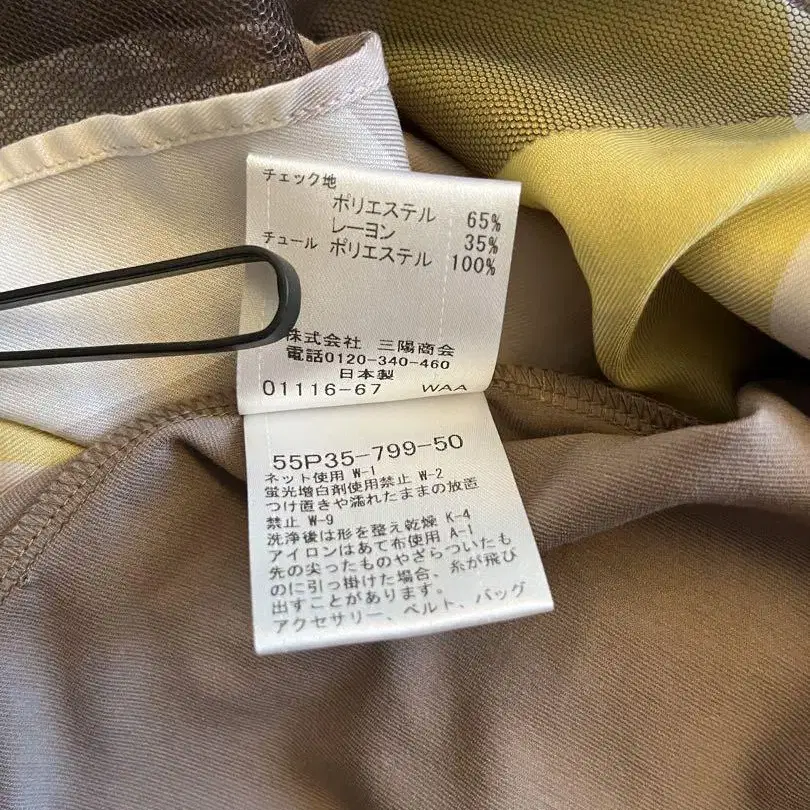 チェック地
ポリエステル 65%
レーヨン 35%
チュール ポリエステル 100%
株式会社 三陽商会
電話0120-340-460
日本製
01116-67 WAA
55P35-799-50
ネット使用 W-1
蛍光増白剤使用禁止 W-2
つけ置きや濡れたままの放置
禁止 W-9
洗浄後は形を整え乾燥 K-4
アイロンはあて布使用 A-1
先の尖ったものやざらついたも
のに引っ掛けた場合、糸が飛び
出すことがあります。
アクセサリー、ベルト、バッグ